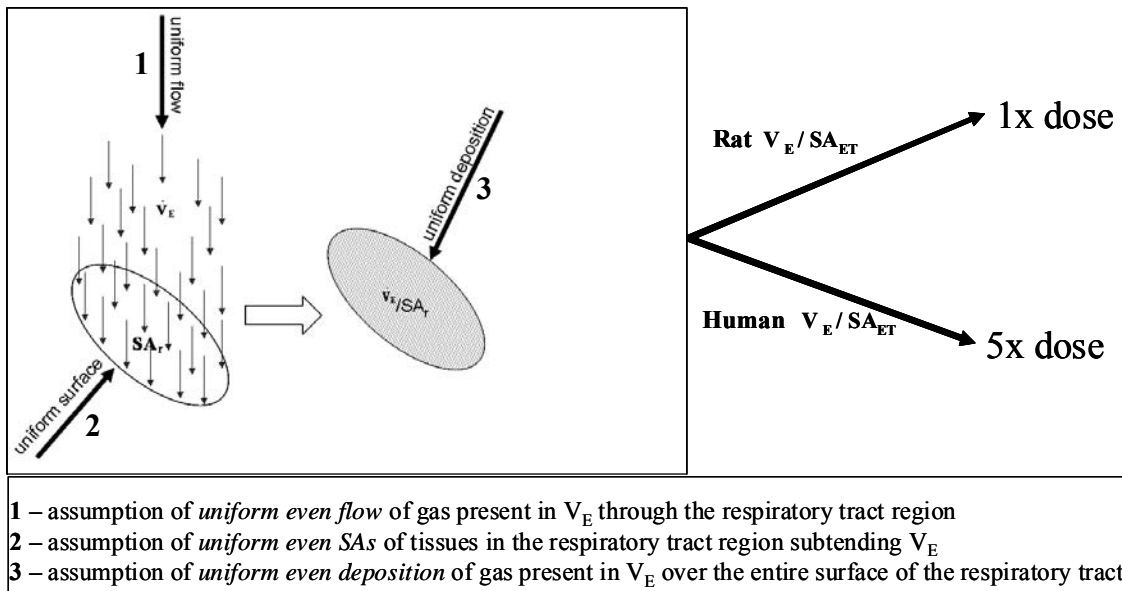 1
uniform flow
V̇E
SAr
uniform surface
2
uniform deposition
3
V̇E/SAr
Rat VE/SAET
1x dose
Human VE/SAET
5x dose
1 – assumption of uniform even flow of gas present in VE through the respiratory tract region
2 – assumption of uniform even SAs of tissues in the respiratory tract region subtending VE
3 – assumption of uniform even deposition of gas present in VE over the entire surface of the respiratory tract